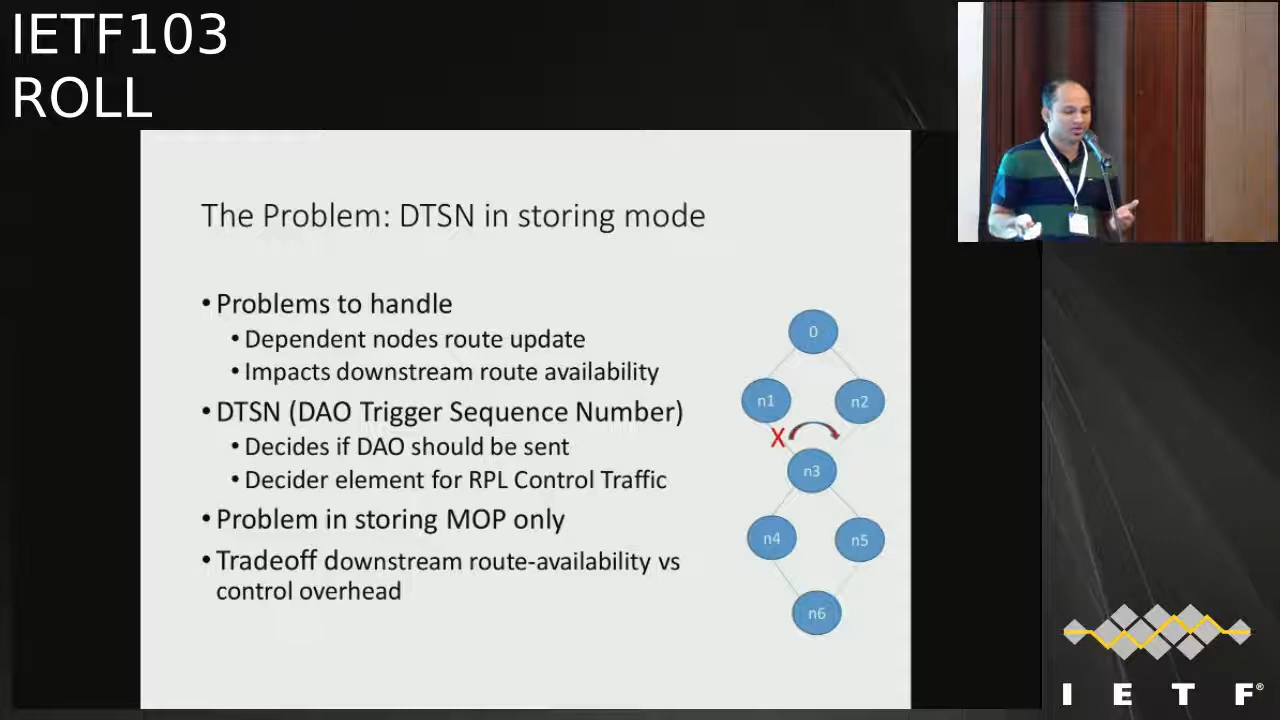 IETF103
ROLL
The Problem: DTSN in storing mode
• Problems to handle
• Dependent nodes route update
• Impacts downstream route availability
• DTSN (DAO Trigger Sequence Number)
• Decides if DAO should be sent
• Decider element for RPL Control Traffic
• Problem in storing MOP only
• Tradeoff downstream route-availability vs
control overhead
0
n1
n2
X
n3
n4
n5
n6
I E T F®